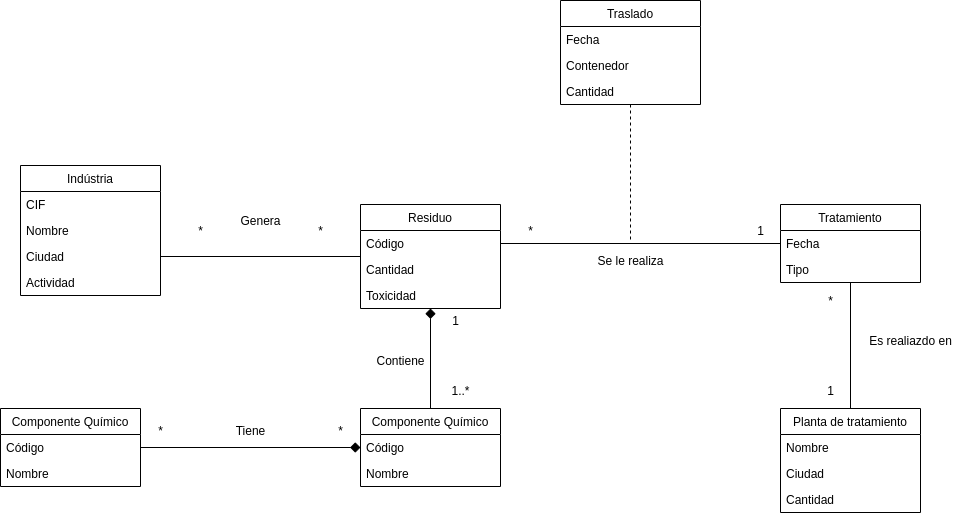 Traslado
Fecha
Contenedor
Cantidad
Indústria
CIF
Nombre
Ciudad
Actividad
Genera
*
*
Residuo
Código
Cantidad
Toxicidad
*
1
Se le realiza
Tratamiento
Fecha
Tipo
1
Contiene
1..*
*
Es realiazdo en
1
Componente Químico
Código
Nombre
*
Tiene
*
Componente Químico
Código
Nombre
Planta de tratamiento
Nombre
Ciudad
Cantidad